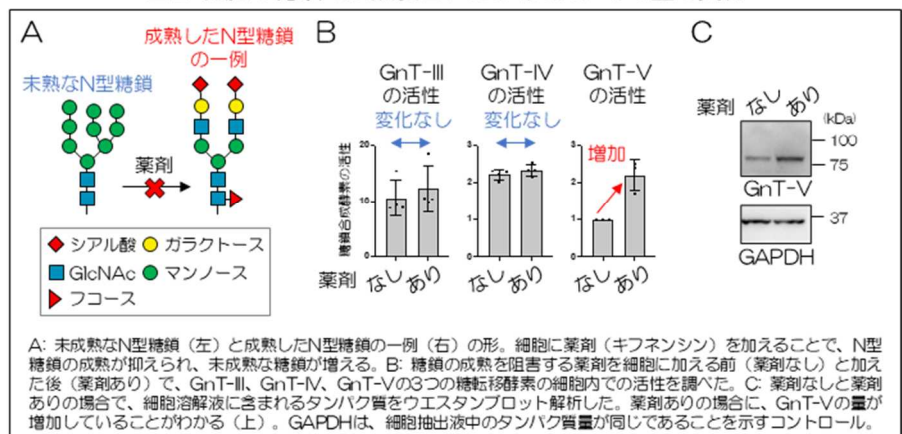 A
成熟したN型糖鎖
の一例
未熟なN型糖鎖
薬剤
シアル酸 ガラクトース
GlcNAc マンノース
フコース
B
GnT-III
の活性
変化なし
GnT-IV
の活性
変化なし
GnT-V
の活性
増加
糖鎖合成酵素の活性
20
10
0
3
2
1
0
3
2
1
0
薬剤 なし あり なし あり なし あり
C
薬剤 なし あり
(kDa)
100
75
GnT-V
37
GAPDH
A: 未成熟なN型糖鎖（左）と成熟したN型糖鎖の一例（右）の形。細胞に薬剤（キフネンシン）を加えることで、N型
糖鎖の成熟が抑えられ、未成熟な糖鎖が増える。B: 糖鎖の成熟を阻害する薬剤を細胞に加える前（薬剤なし）と加え
た後（薬剤あり）で、GnT-III、GnT-IV、GnT-Vの3つの糖転移酵素の細胞内での活性を調べた。C: 薬剤なしと薬剤
ありの場合で、細胞溶解液に含まれるタンパク質をウエスタンブロット解析した。薬剤ありの場合に、GnT-Vの量が
増加していることがわかる（上）。GAPDHは、細胞抽出液中のタンパク質量が同じであることを示すコントロール。